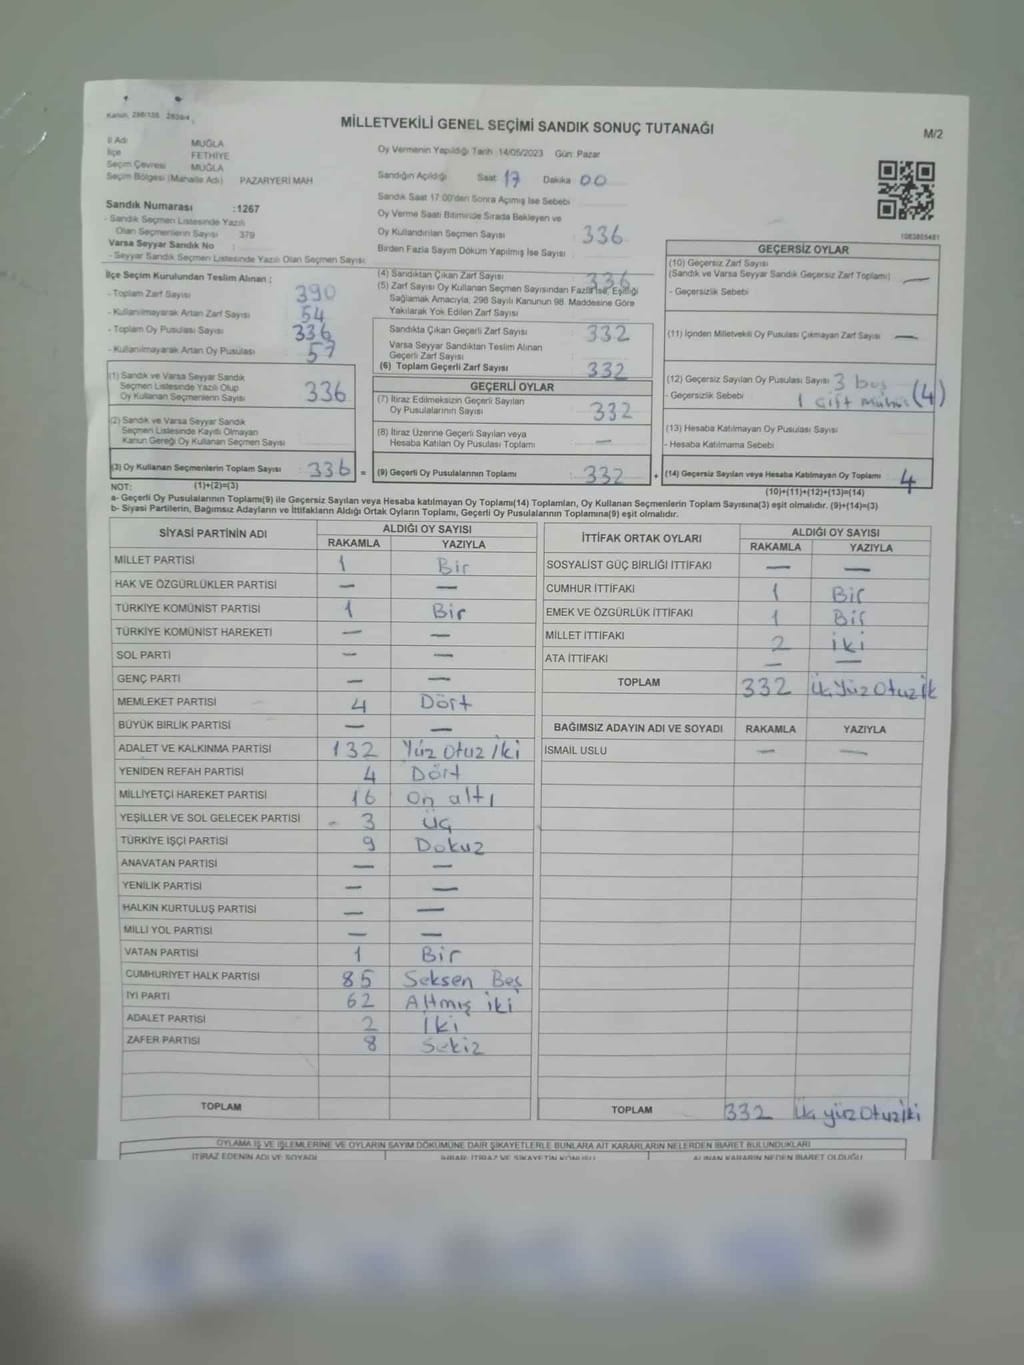 Kanun, 298/105 2839/4
MİLLETVEKİLİ GENEL SEÇİMİ SANDIK SONUÇ TUTANAĞI
M/2
İl Adı MUĞLA
İlçe FETHİYE
Seçim Çevresi MUĞLA
Seçim Bölgesi (Mahalle Adı) PAZARYERİ MAH
Sandık Numarası :1267
- Sandık Seçmen Listesinde Yazılı
Olan Seçmenlerin Sayısı 379
Varsa Seyyar Sandık No
- Seyyar Sandık Seçmen Listesinde Yazılı Olan Seçmen Sayısı:
Oy Vermenin Yapıldığı Tarih 14/05/2023 Gün: Pazar
Sandığın Açıldığı Saat 17 Dakika 00
Sandık Saat 17:00'den Sonra Açımış İse Sebebi
Oy Verme Saati Bitiminde Sırada Bekleyen ve
Oy Kullandırılan Seçmen Sayısı 336
Birden Fazla Sayım Döküm Yapılmış İse Sayısı
1083805481
İlçe Seçim Kurulundan Teslim Alınan ;
- Toplam Zarf Sayısı 390
- Kullanılmayarak Artan Zarf Sayısı 54
- Toplam Oy Pusulası Sayısı 336
- Kullanılmayarak Artan Oy Pusulası 57
(1) Sandık ve Varsa Seyyar Sandık
Seçmen Listesinde Yazılı Olup
Oy Kullanan Seçmenlerin Sayısı 336
(2) Sandık ve Varsa Seyyar Sandık
Seçmen Listesinde Kaydı Olmayan
Kanun Gereği Oy Kullanan Seçmen Sayısı
(3) Oy Kullanan Seçmenlerin Toplam Sayısı : 336 =
(1)+(2)=(3)
(4) Sandıktan Çıkan Zarf Sayısı 336
(5) Zarf Sayısı Oy Kullanan Seçmen Sayısından Fazla İse, Eşitliği
Sağlamak Amacıyla, 298 Sayılı Kanunun 98. Maddesine Göre
Yakılarak Yok Edilen Zarf Sayısı
Sandıkta Çıkan Geçerli Zarf Sayısı 332
Varsa Seyyar Sandıktan Teslim Alınan
Geçerli Zarf Sayısı
(6) Toplam Geçerli Zarf Sayısı 332
GEÇERLİ OYLAR
(7) İtiraz Edilmeksizin Geçerli Sayılan
Oy Pusulalarının Sayısı 332
(8) İtiraz Üzerine Geçerli Sayılan veya
Hesaba Katılan Oy Pusulası Toplamı —
(9) Geçerli Oy Pusulalarının Toplamı : 332 +
GEÇERSİZ OYLAR
(10) Geçersiz Zarf Sayısı
(Sandık ve Varsa Seyyar Sandık Geçersiz Zarf Toplamı) —
- Geçersizlik Sebebi
(11) İçinden Milletvekili Oy Pusulası Çıkmayan Zarf Sayısı —
(12) Geçersiz Sayılan Oy Pusulası Sayısı 3 boş (4)
- Geçersizlik Sebebi 1 Çift Mühür
(13) Hesaba Katılmayan Oy Pusulası Sayısı
- Hesaba Katılmama Sebebi
(14) Geçersiz Sayılan veya Hesaba Katılmayan Oy Toplamı 4
(10)+(11)+(12)+(13)=(14)
NOT:
a- Geçerli Oy Pusulalarının Toplamı(9) ile Geçersiz Sayılan veya Hesaba katılmayan Oy Toplamı(14) Toplamları, Oy Kullanan Seçmenlerin Toplam Sayısına(3) eşit olmalıdır. (9)+(14)=(3)
b- Siyasi Partilerin, Bağımsız Adayların ve İttifakların Aldığı Ortak Oyların Toplamı, Geçerli Oy Pusulalarının Toplamına(9) eşit olmalıdır.
SİYASİ PARTİNİN ADI ALDIĞI OY SAYISI
RAKAMLA YAZIYLA
MİLLET PARTİSİ 1 Bir
HAK VE ÖZGÜRLÜKLER PARTİSİ — —
TÜRKİYE KOMÜNİST PARTİSİ 1 Bir
TÜRKİYE KOMÜNİST HAREKETİ — —
SOL PARTİ — —
GENÇ PARTİ — —
MEMLEKET PARTİSİ 4 Dört
BÜYÜK BİRLİK PARTİSİ — —
ADALET VE KALKINMA PARTİSİ 132 Yüz Otuz İki
YENİDEN REFAH PARTİSİ 4 Dört
MİLLİYETÇİ HAREKET PARTİSİ 16 On altı
YEŞİLLER VE SOL GELECEK PARTİSİ - 3 Üç
TÜRKİYE İŞÇİ PARTİSİ 9 Dokuz
ANAVATAN PARTİSİ — —
YENİLİK PARTİSİ — —
HALKIN KURTULUŞ PARTİSİ — —
MİLLİ YOL PARTİSİ — —
VATAN PARTİSİ 1 Bir
CUMHURİYET HALK PARTİSİ 85 Seksen Beş
İYİ PARTİ 62 Altmış iki
ADALET PARTİSİ 2 İki
ZAFER PARTİSİ 8 Sekiz
TOPLAM
İTTİFAK ORTAK OYLARI ALDIĞI OY SAYISI
RAKAMLA YAZIYLA
SOSYALİST GÜÇ BİRLİĞİ İTTİFAKI — —
CUMHUR İTTİFAKI 1 Bir
EMEK VE ÖZGÜRLÜK İTTİFAKI 1 Bir
MİLLET İTTİFAKI 2 iki
ATA İTTİFAKI — —
TOPLAM 332 Üç Yüz Otuz ik
BAĞIMSIZ ADAYIN ADI VE SOYADI RAKAMLA YAZIYLA
İSMAİL USLU — —
TOPLAM 332 Üç yüz Otuz iki
OYLAMA İŞ VE İŞLEMLERİNE VE OYLARIN SAYIM DÖKÜMÜNE DAİR ŞİKAYETLERLE BUNLARA AİT KARARLARIN NELERDEN İBARET BULUNDUKLARI
İTİRAZ EDENİN ADI VE SOYADI İHBAR, İTİRAZ VE ŞİKAYETİN KONUSU ALINAN KARARIN NEDEN İBARET OLDUĞU